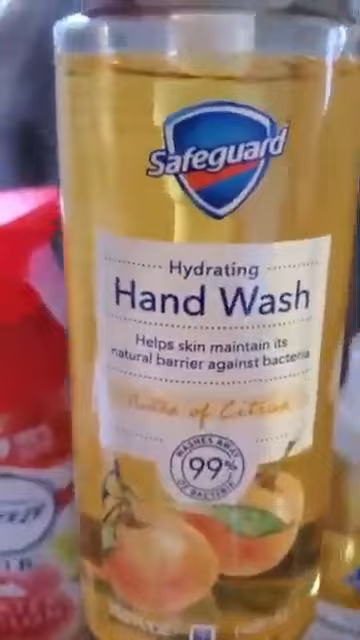 Safeguard
Hydrating
Hand Wash
Helps skin maintain its
natural barrier against bacteria
of Citrus
WASHES AWAY
99%
OF BACTERIA